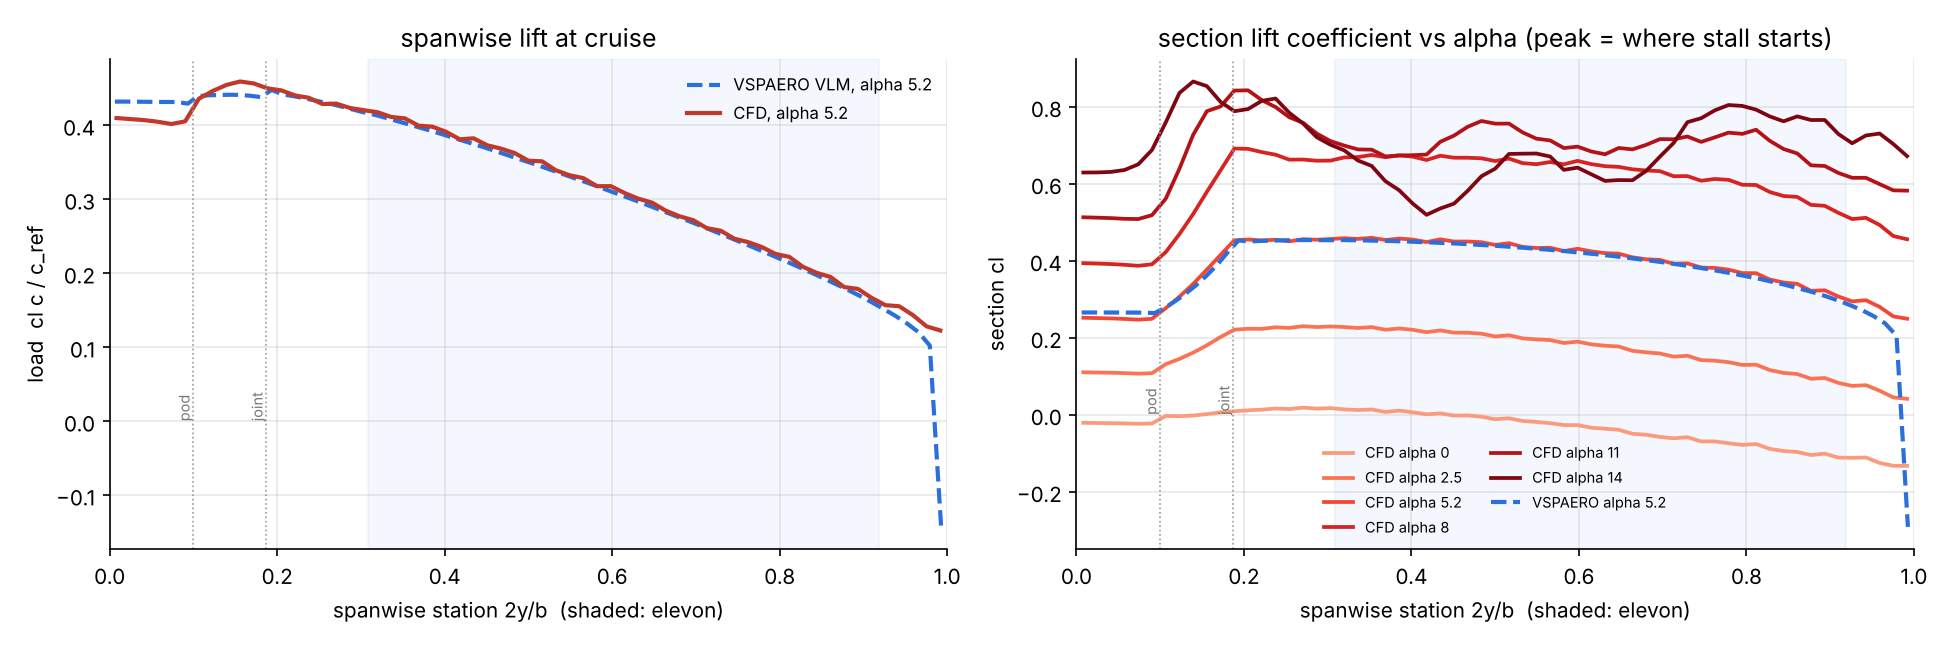 spanwise lift at cruise
load  cl c / c_ref
0.4
0.3
0.2
0.1
0.0
−0.1
VSPAERO VLM, alpha 5.2
CFD, alpha 5.2
pod
joint
0.0 0.2 0.4 0.6 0.8 1.0
spanwise station 2y/b  (shaded: elevon)
section lift coefficient vs alpha (peak = where stall starts)
section cl
0.8
0.6
0.4
0.2
0.0
−0.2
pod
joint
CFD alpha 0
CFD alpha 2.5
CFD alpha 5.2
CFD alpha 8
CFD alpha 11
CFD alpha 14
VSPAERO alpha 5.2
0.0 0.2 0.4 0.6 0.8 1.0
spanwise station 2y/b  (shaded: elevon)